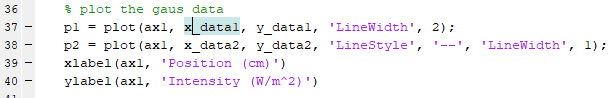 36 % plot the gaus data
37 – p1 = plot(ax1, x_data1, y_data1, 'LineWidth', 2);
38 – p2 = plot(ax1, x_data2, y_data2, 'LineStyle', '--', 'LineWidth', 1);
39 – xlabel(ax1, 'Position (cm)')
40 – ylabel(ax1, 'Intensity (W/m^2)')